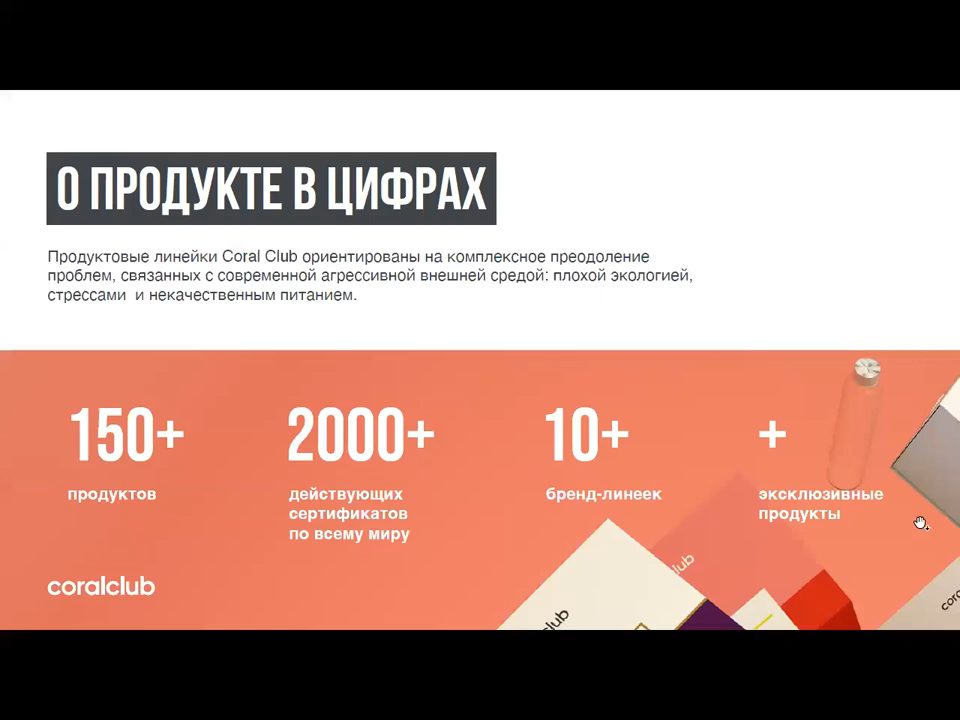 О ПРОДУКТЕ В ЦИФРАХ
Продуктовые линейки Coral Club ориентированы на комплексное преодоление
проблем, связанных с современной агрессивной внешней средой: плохой экологией,
стрессами и некачественным питанием.
150+
продуктов
2000+
действующих
сертификатов
по всему миру
10+
бренд-линеек
+
эксклюзивные
продукты
coralclub